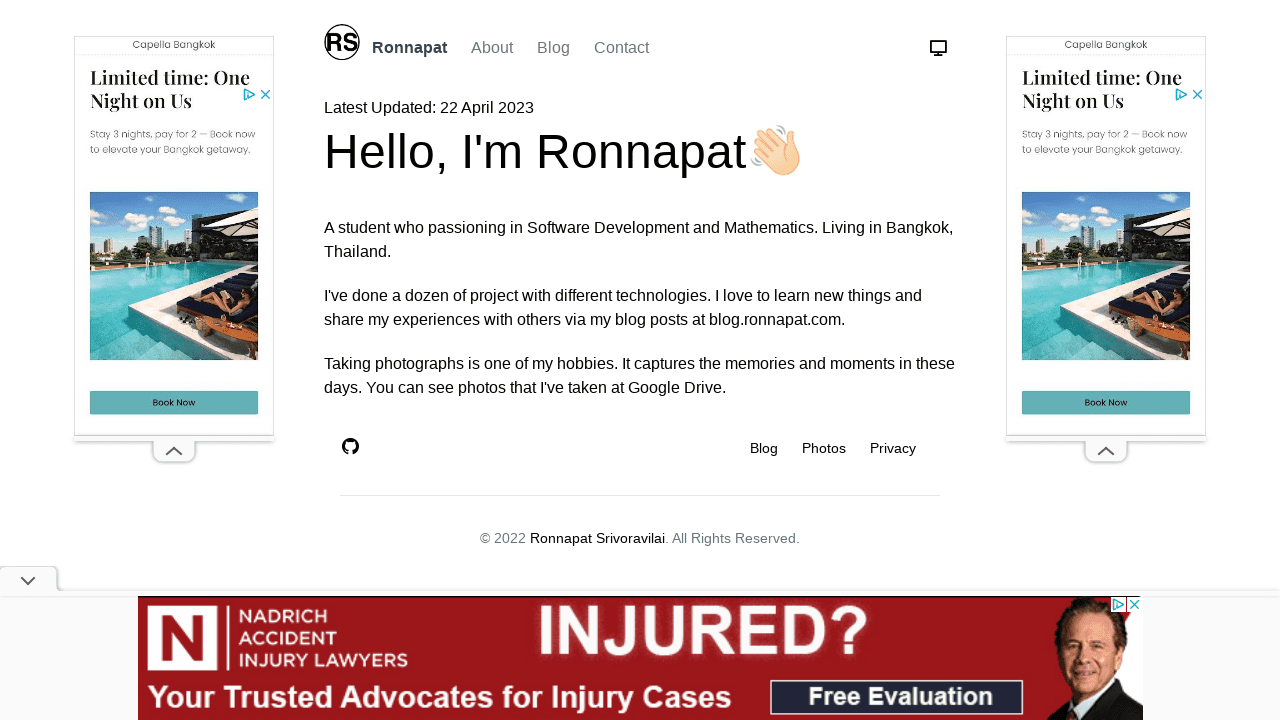 RS Ronnapat About Blog Contact
Latest Updated: 22 April 2023
Hello, I'm Ronnapat👋🏻
A student who passioning in Software Development and Mathematics. Living in Bangkok,
Thailand.
I've done a dozen of project with different technologies. I love to learn new things and
share my experiences with others via my blog posts at blog.ronnapat.com.
Taking photographs is one of my hobbies. It captures the memories and moments in these
days. You can see photos that I've taken at Google Drive.
Blog Photos Privacy
© 2022 Ronnapat Srivoravilai. All Rights Reserved.
Capella Bangkok
Limited time: One
Night on Us
Stay 3 nights, pay for 2 — Book now
to elevate your Bangkok getaway.
Book Now
Capella Bangkok
Limited time: One
Night on Us
Stay 3 nights, pay for 2 — Book now
to elevate your Bangkok getaway.
Book Now
N NADRICH
ACCIDENT
INJURY LAWYERS
INJURED?
Your Trusted Advocates for Injury Cases
Free Evaluation